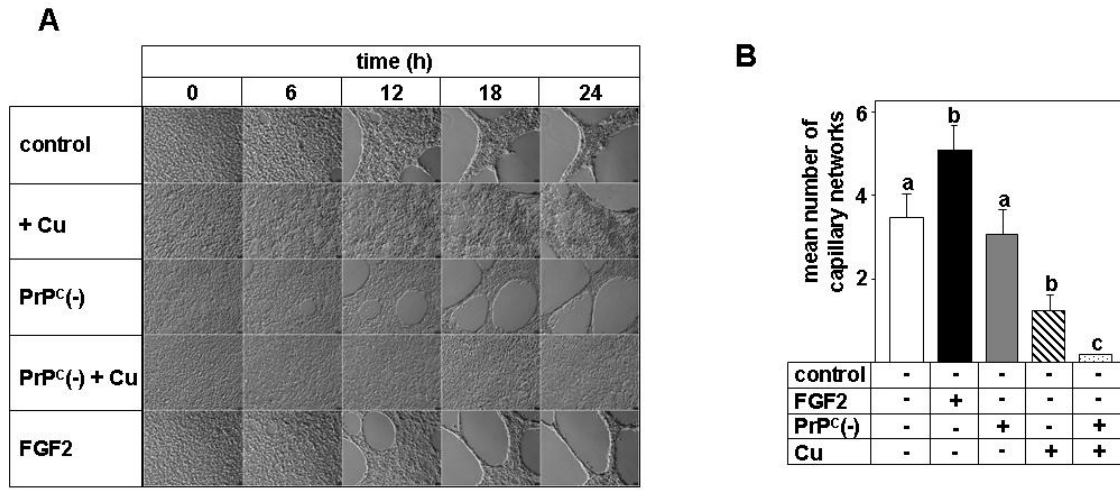 A
time (h)
0 6 12 18 24
control
+ Cu
PrPᶜ(-)
PrPᶜ(-) + Cu
FGF2
B
mean number of
capillary networks
6
4
2
a b a b c
control - - - - -
FGF2 - + - - -
PrPᶜ(-) - - + - +
Cu - - - + +